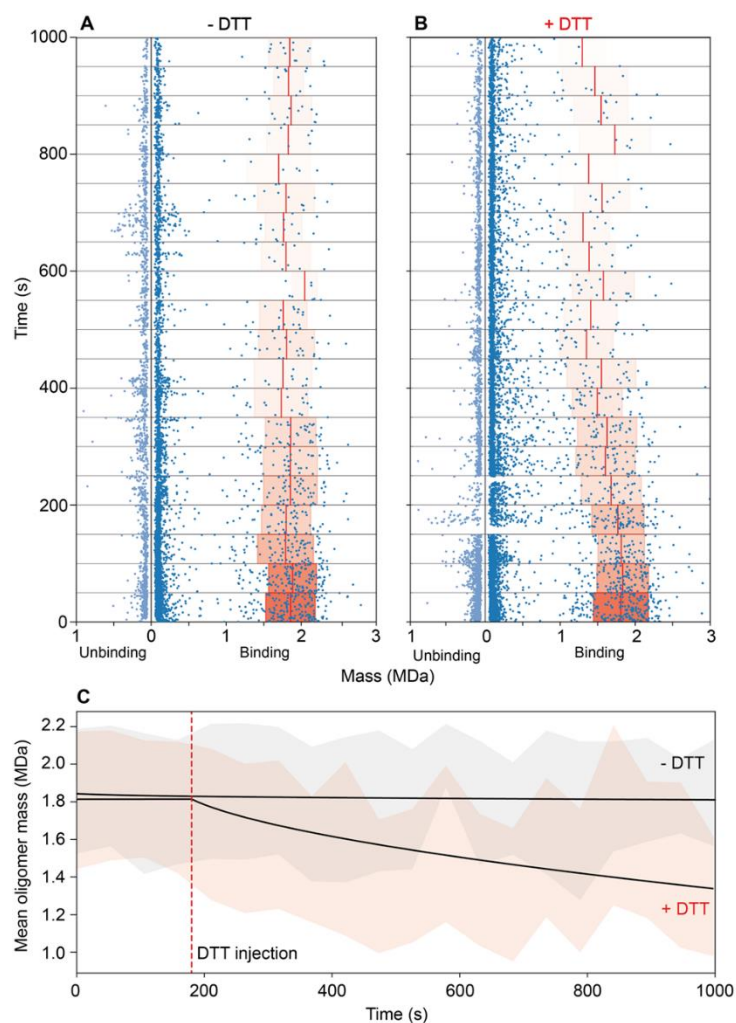 A - DTT B + DTT
1000
800
600
400
200
0
Time (s)
1 0 1 2 3 1 0 1 2 3
Unbinding Binding Unbinding Binding
Mass (MDa)
C
2.2
2.0
1.8
1.6
1.4
1.2
1.0
Mean oligomer mass (MDa)
- DTT
+ DTT
DTT injection
0 200 400 600 800 1000
Time (s)